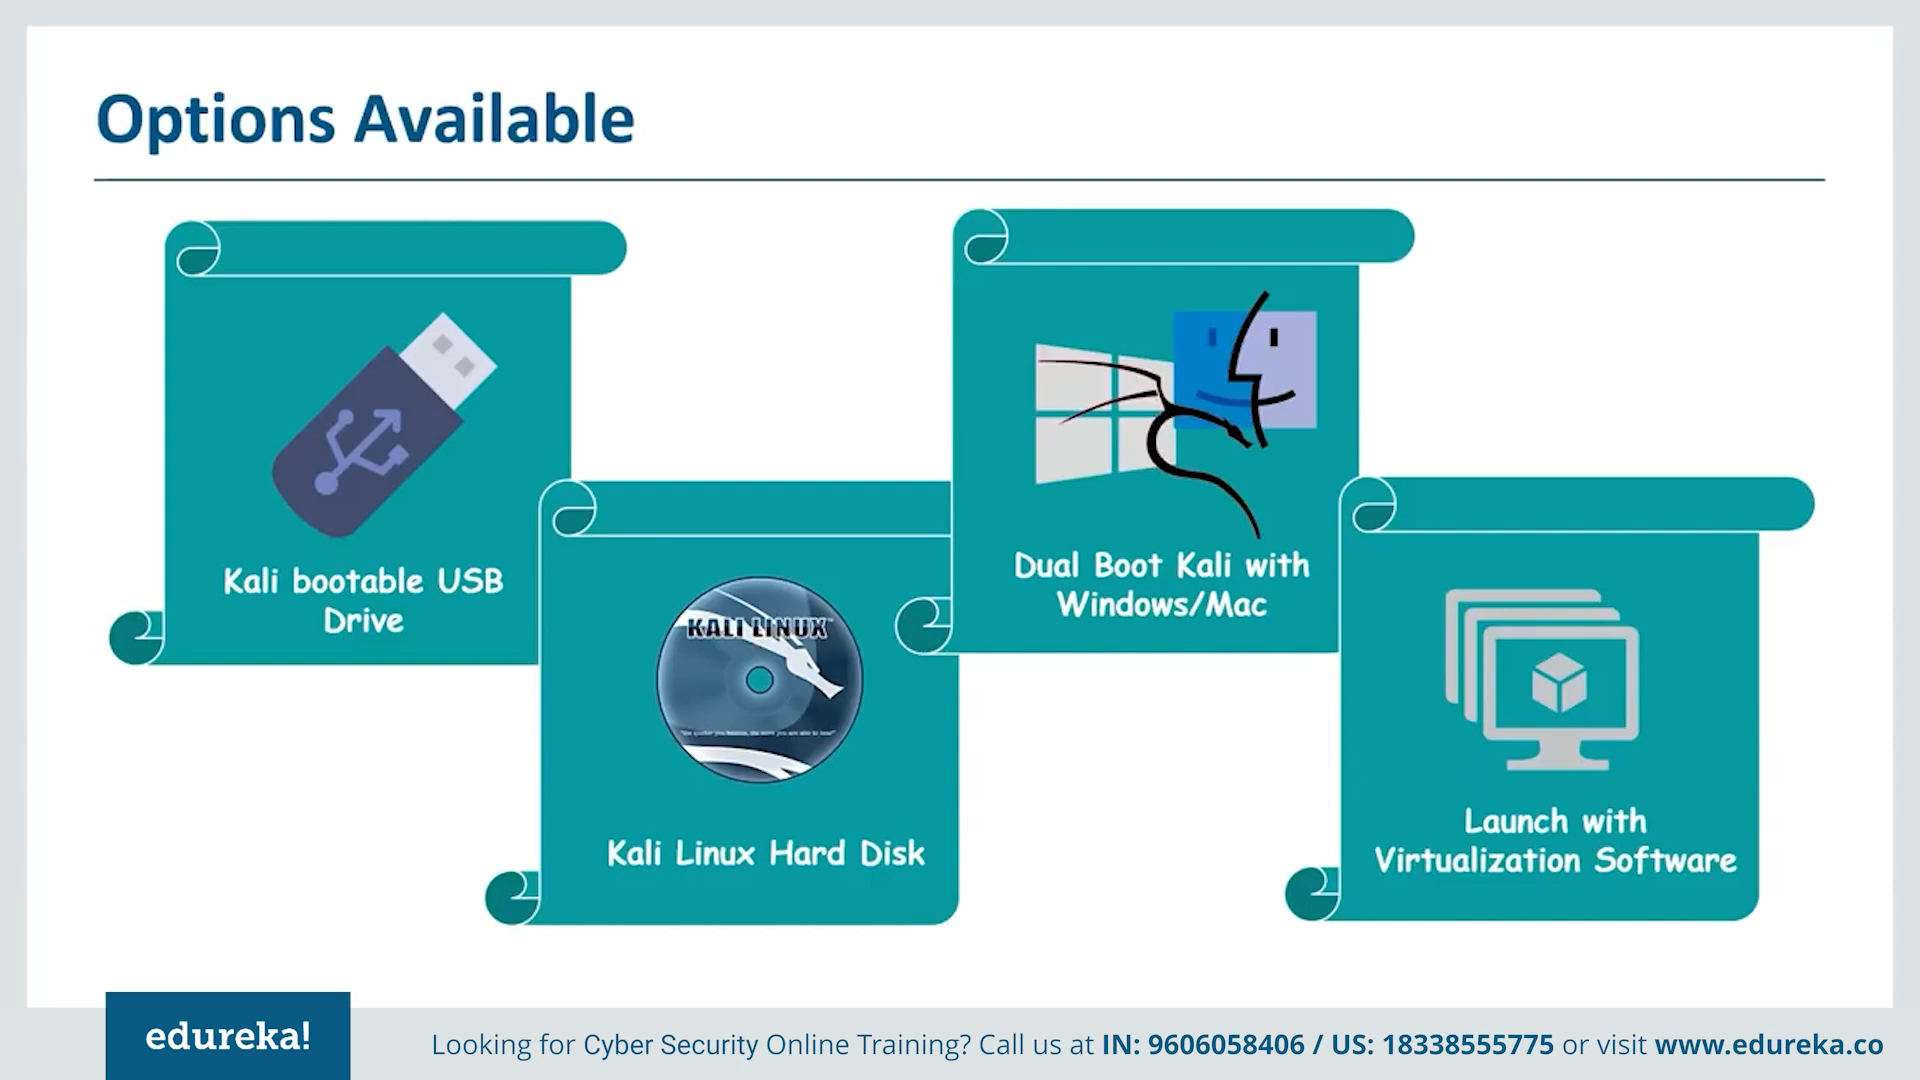 Options Available
Kali bootable USB
Drive
KALI LINUX
Kali Linux Hard Disk
Dual Boot Kali with
Windows/Mac
Launch with
Virtualization Software
edureka!
Looking for Cyber Security Online Training? Call us at IN: 9606058406 / US: 18338555775 or visit www.edureka.co